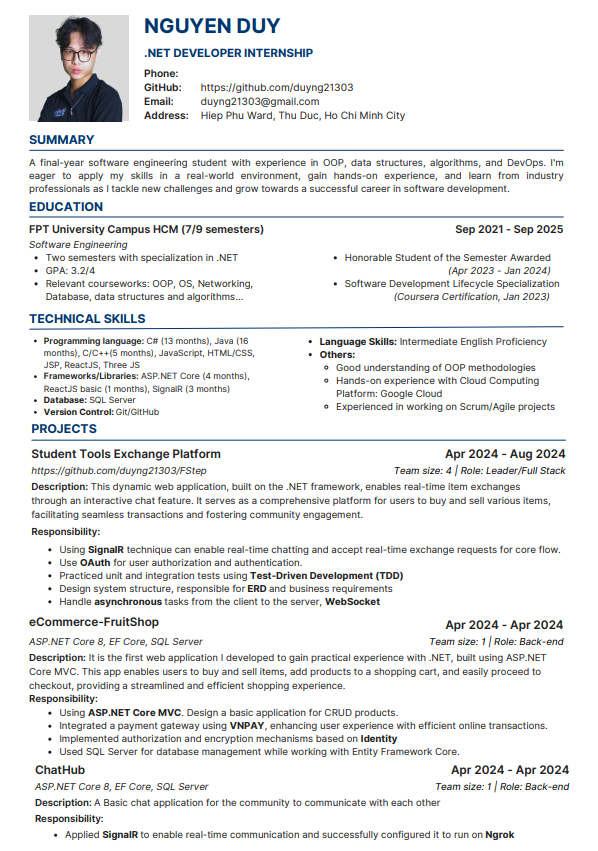 NGUYEN DUY
.NET DEVELOPER INTERNSHIP
Phone:
GitHub: https://github.com/duyng21303
Email: duyng21303@gmail.com
Address: Hiep Phu Ward, Thu Duc, Ho Chi Minh City
SUMMARY
A final-year software engineering student with experience in OOP, data structures, algorithms, and DevOps. I'm
eager to apply my skills in a real-world environment, gain hands-on experience, and learn from industry
professionals as I tackle new challenges and grow towards a successful career in software development.
EDUCATION
FPT University Campus HCM (7/9 semesters) Sep 2021 - Sep 2025
Software Engineering
• Two semesters with specialization in .NET
• GPA: 3.2/4
• Relevant courseworks: OOP, OS, Networking,
Database, data structures and algorithms...
• Honorable Student of the Semester Awarded
(Apr 2023 - Jan 2024)
• Software Development Lifecycle Specialization
(Coursera Certification, Jan 2023)
TECHNICAL SKILLS
• Programming language: C# (13 months), Java (16
months), C/C++(5 months), JavaScript, HTML/CSS,
JSP, ReactJS, Three JS
• Frameworks/Libraries: ASP.NET Core (4 months),
ReactJS basic (1 months), SignalR (3 months)
• Database: SQL Server
• Version Control: Git/GitHub
• Language Skills: Intermediate English Proficiency
• Others:
Good understanding of OOP methodologies
Hands-on experience with Cloud Computing
Platform: Google Cloud
Experienced in working on Scrum/Agile projects
PROJECTS
Student Tools Exchange Platform Apr 2024 - Aug 2024
https://github.com/duyng21303/FStep Team size: 4 | Role: Leader/Full Stack
Description: This dynamic web application, built on the .NET framework, enables real-time item exchanges
through an interactive chat feature. It serves as a comprehensive platform for users to buy and sell various items,
facilitating seamless transactions and fostering community engagement.
Responsibility:
• Using SignalR technique can enable real-time chatting and accept real-time exchange requests for core flow.
• Use OAuth for user authorization and authentication.
• Practiced unit and integration tests using Test-Driven Development (TDD)
• Design system structure, responsible for ERD and business requirements
• Handle asynchronous tasks from the client to the server, WebSocket
eCommerce-FruitShop Apr 2024 - Apr 2024
ASP.NET Core 8, EF Core, SQL Server Team size: 1 | Role: Back-end
Description: It is the first web application I developed to gain practical experience with .NET, built using ASP.NET
Core MVC. This app enables users to buy and sell items, add products to a shopping cart, and easily proceed to
checkout, providing a streamlined and efficient shopping experience.
Responsibility:
• Using ASP.NET Core MVC. Design a basic application for CRUD products.
• Integrated a payment gateway using VNPAY, enhancing user experience with efficient online transactions.
• Implemented authorization and encryption mechanisms based on Identity
• Used SQL Server for database management while working with Entity Framework Core.
ChatHub Apr 2024 - Apr 2024
ASP.NET Core 8, EF Core, SQL Server Team size: 1 | Role: Back-end
Description: A Basic chat application for the community to communicate with each other
Responsibility:
• Applied SignalR to enable real-time communication and successfully configured it to run on Ngrok